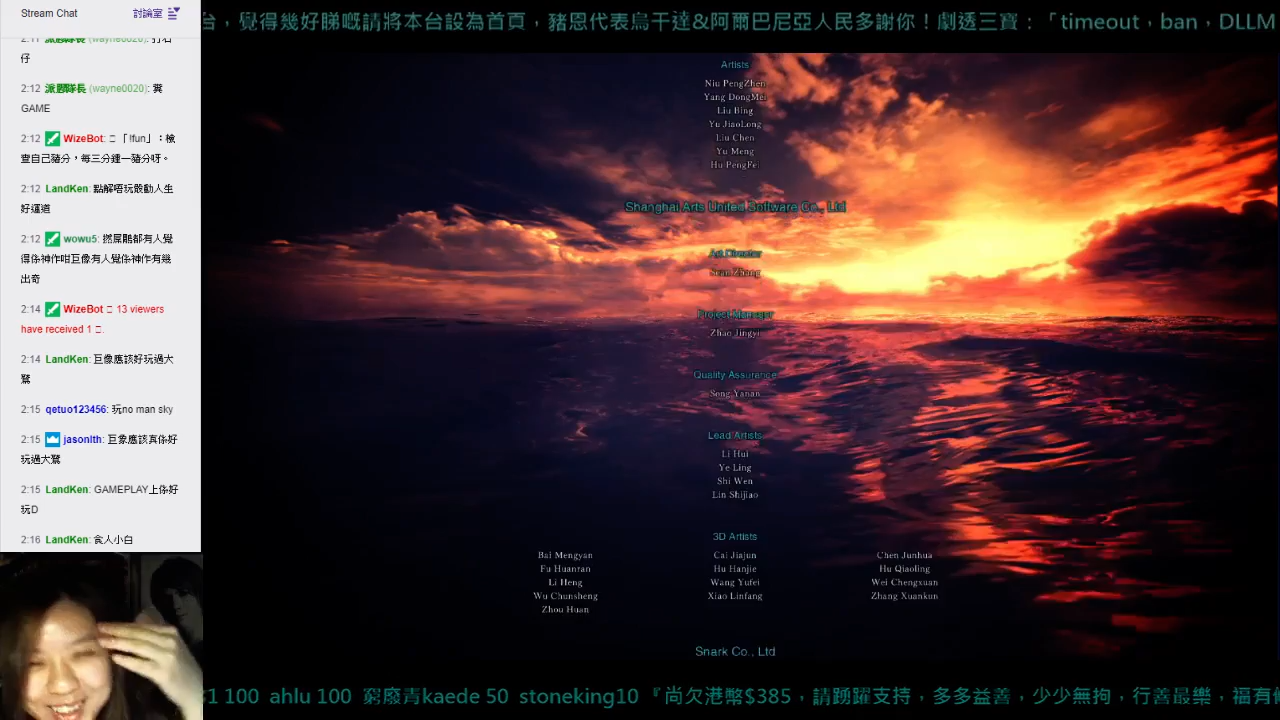 Stream Chat 討論室
台，覺得幾好睇嘅請將本台設為首頁，豬恩代表烏干達&阿爾巴尼亞人民多謝你！劇透三寶：「timeout，ban，DLLM
仔
2:12 派膠隊長 (wayne0020): 糞
GAME
2:12 WizeBot: 「!fun」：檢
查自己豬分，每三分鐘一豬分呀。
2:12 LandKen: 點解唔玩骰動人生
好運道
2:12 wowu5: 撚屎酷都有人覺
得係神作咁巨像有人覺係神作有幾
出奇
2:14 WizeBot 13 viewers
have received 1 .
2:14 LandKen: 巨像應該好玩過大
鷲
2:15 qetuo123456: 玩no man sky
2:15 jasonlth: 巨象應該真係好
玩過大鷲
2:15 LandKen: GAMEPLAY上係好
玩D
2:16 LandKen: 食人小白
Artists
Niu PengZhen
Yang DongMei
Liu Bing
Yu JiaoLong
Liu Chen
Yu Meng
Hu PengFei
Shanghai Arts United Software Co., Ltd
Art Director
Sean Zhang
Project Manager
Zhao Jingyi
Quality Assurance
Song Yanan
Lead Artists
Li Hui
Ye Ling
Shi Wen
Lin Shijiao
3D Artists
Bai Mengyan Cai Jiajun Chen Junhua
Fu Huanran Hu Hanjie Hu Qiaoling
Li Heng Wang Yufei Wei Chengxuan
Wu Chunsheng Xiao Linfang Zhang Xuankun
Zhou Huan
Snark Co., Ltd
31 100 ahlu 100 窮廢青kaede 50 stoneking10 『尚欠港幣$385，請踴躍支持，多多益善，少少無拘，行善最樂，福有